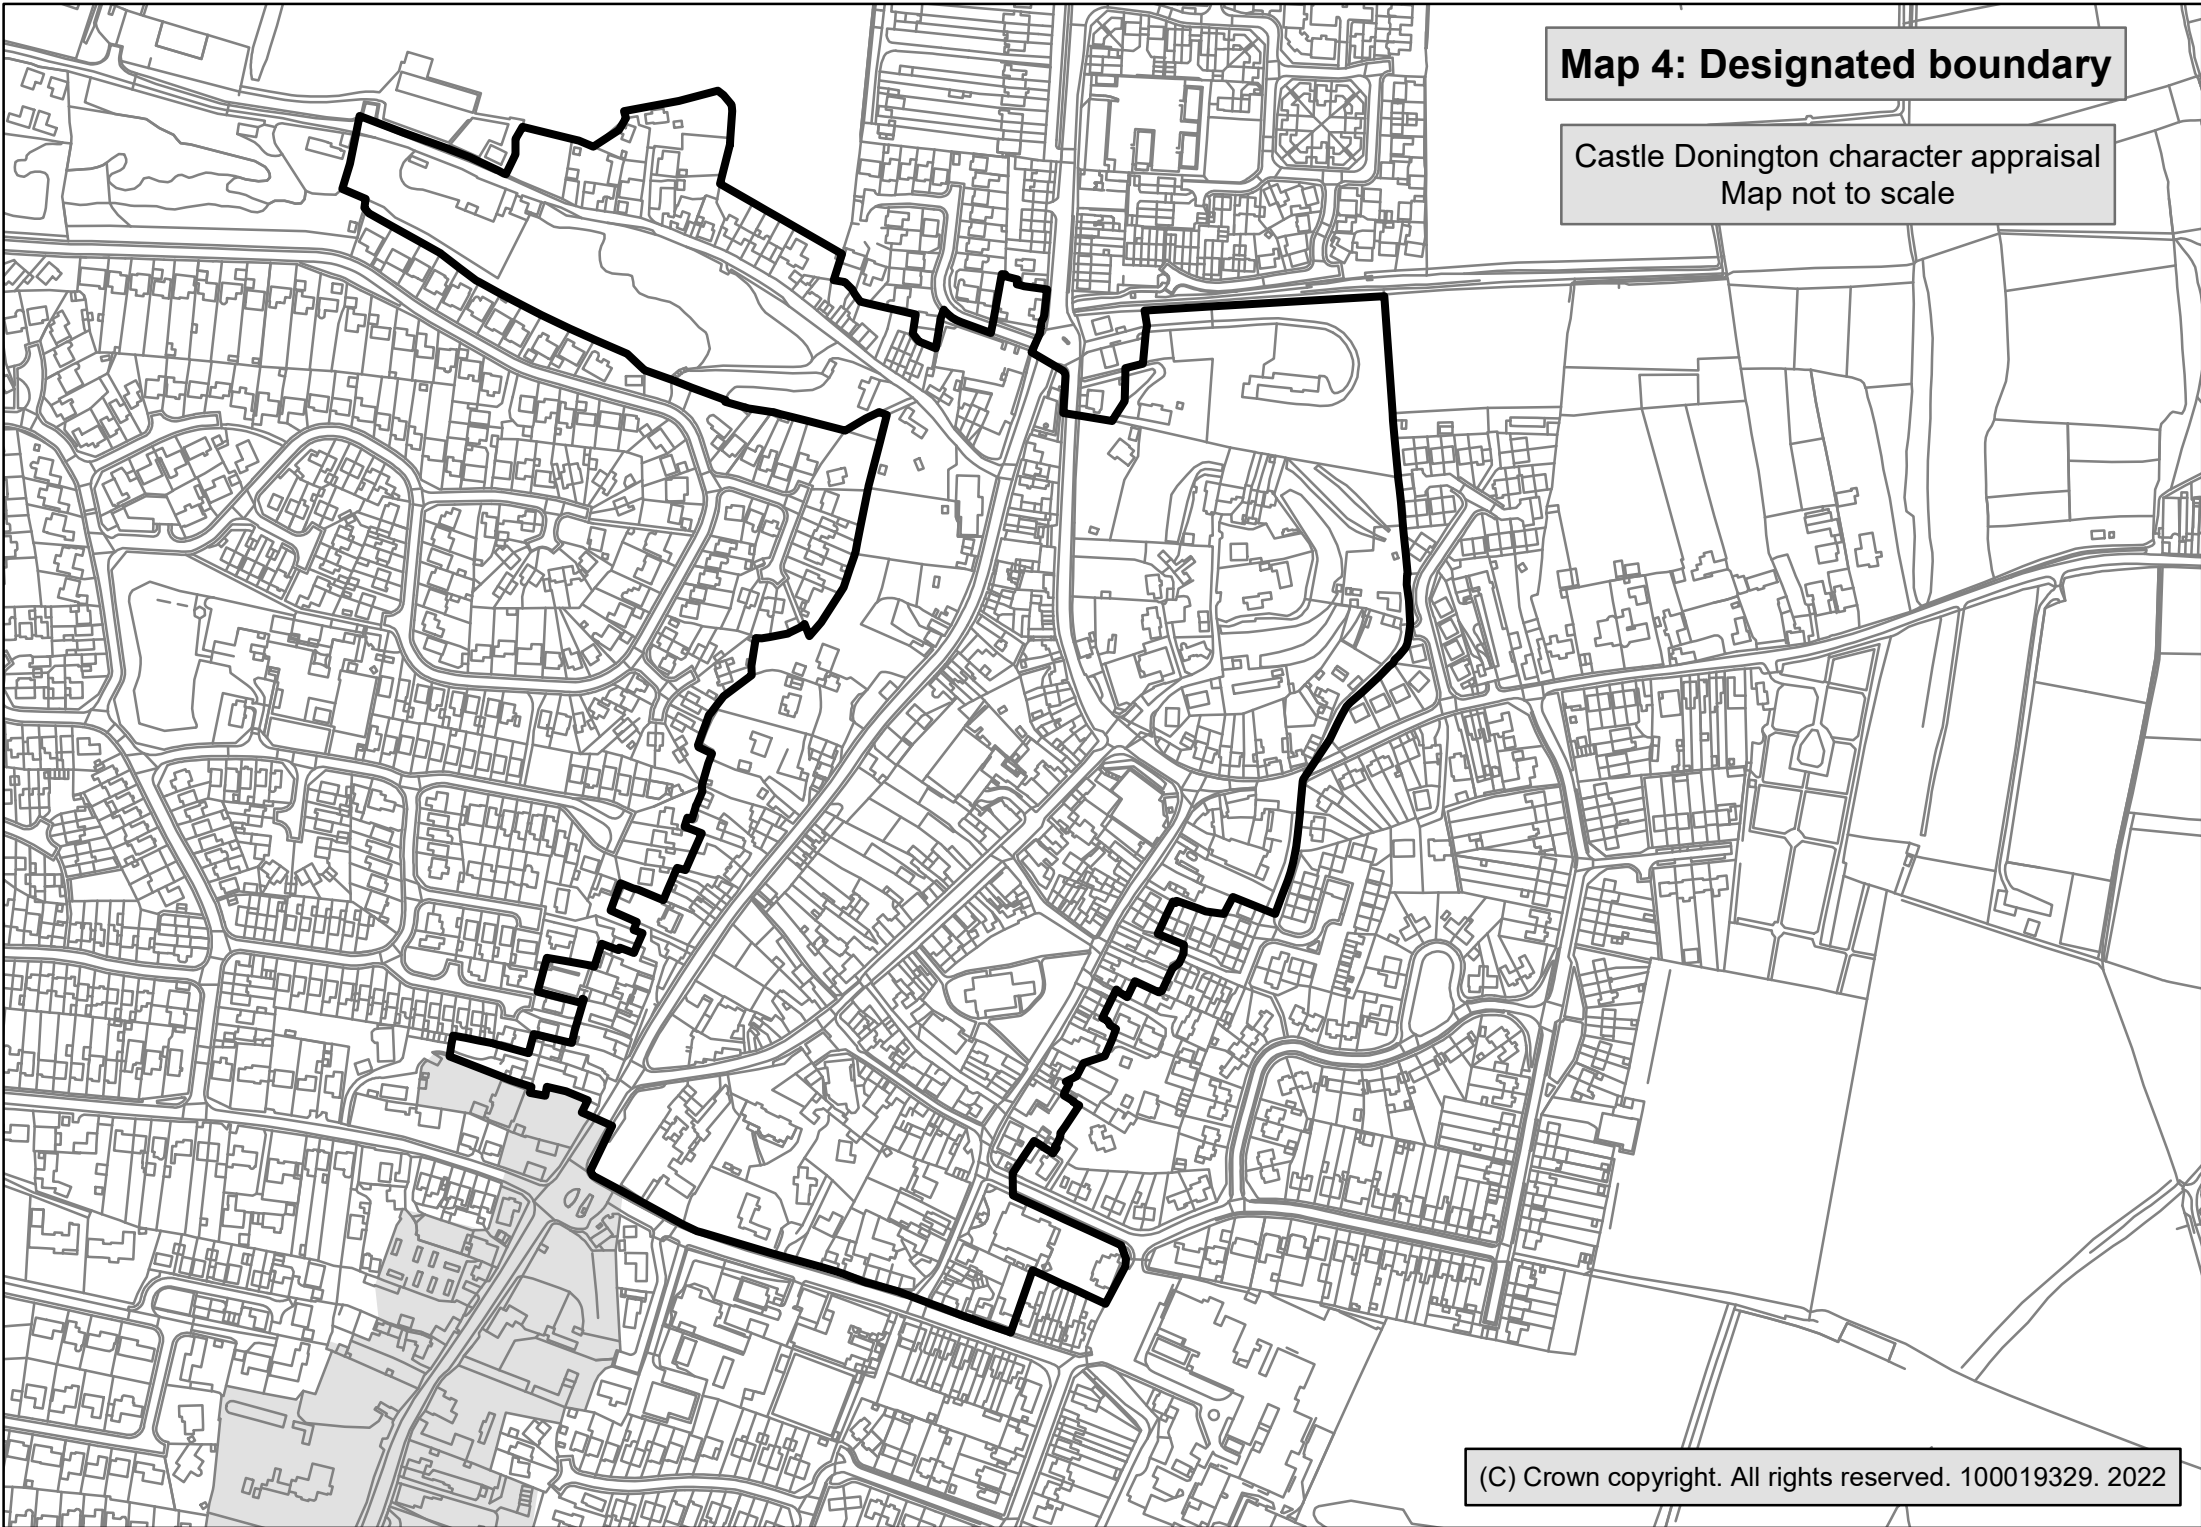 Map 4: Designated boundary
Castle Donington character appraisal
Map not to scale
(C) Crown copyright. All rights reserved. 100019329. 2022